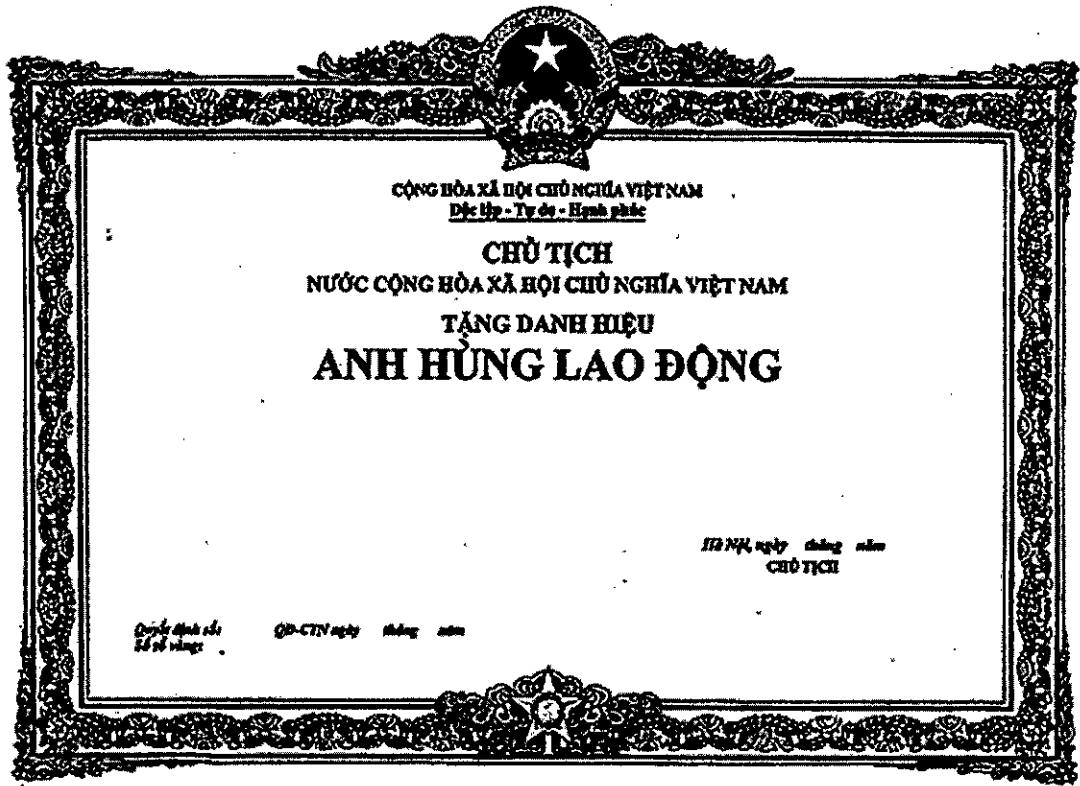 CỘNG HÒA XÃ HỘI CHỦ NGHĨA VIỆT NAM
Độc lập - Tự do - Hạnh phúc
CHỦ TỊCH
NƯỚC CỘNG HÒA XÃ HỘI CHỦ NGHĨA VIỆT NAM
TẶNG DANH HIỆU
ANH HÙNG LAO ĐỘNG
Hà Nội, ngày tháng năm
CHỦ TỊCH
Quyết định số: QĐ-CTN ngày tháng năm
Số sổ vàng: